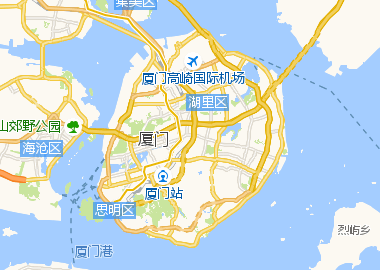 集美区
厦门高崎国际机场
湖里区
山郊野公园
厦门
海沧区
厦门站
思明区
烈屿乡
厦门港